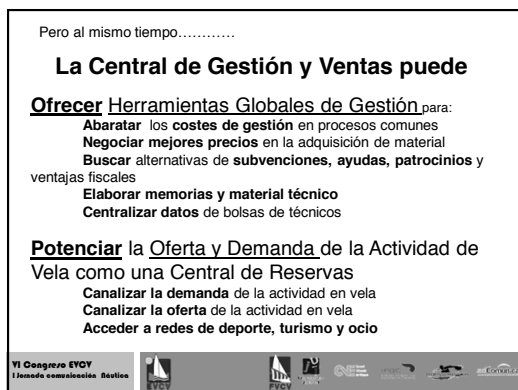 Pero al mismo tiempo…………
La Central de Gestión y Ventas puede
Ofrecer Herramientas Globales de Gestión para:
Abaratar los costes de gestión en procesos comunes
Negociar mejores precios en la adquisición de material
Buscar alternativas de subvenciones, ayudas, patrocinios y
ventajas fiscales
Elaborar memorias y material técnico
Centralizar datos de bolsas de técnicos
Potenciar la Oferta y Demanda de la Actividad de
Vela como una Central de Reservas
Canalizar la demanda de la actividad en vela
Canalizar la oferta de la actividad en vela
Acceder a redes de deporte, turismo y ocio
VI Congreso EVCV
I Jornada comunicación Náutica
EVCV